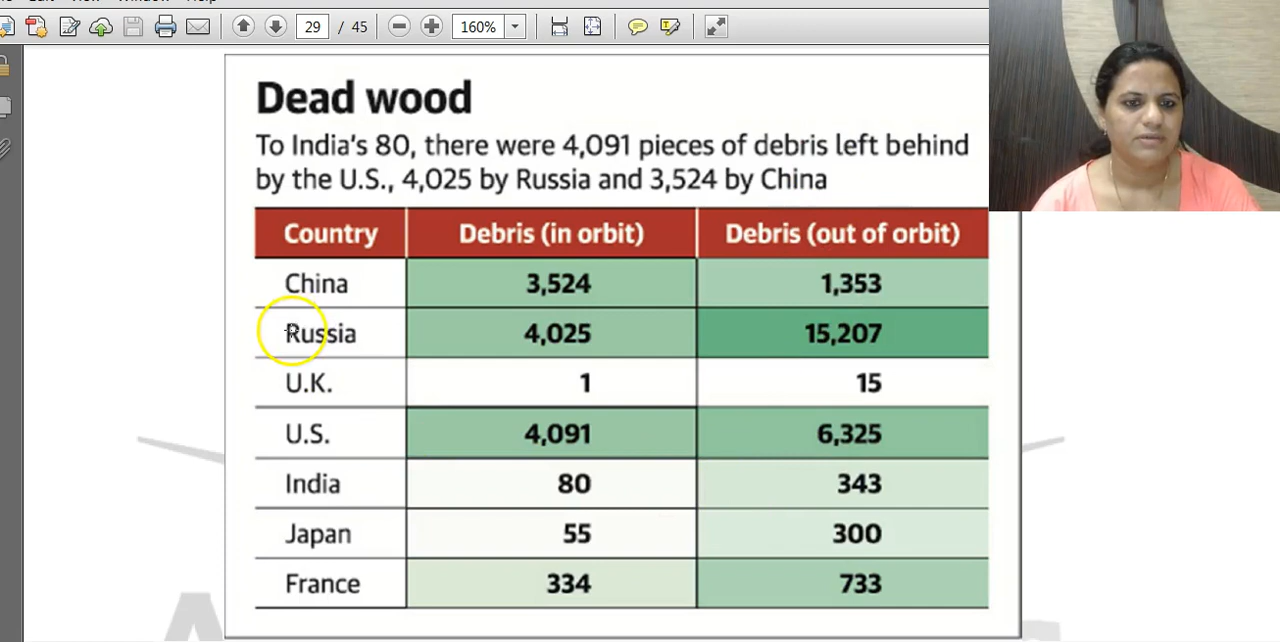 29 / 45 160%
Dead wood
To India's 80, there were 4,091 pieces of debris left behind
by the U.S., 4,025 by Russia and 3,524 by China
Country Debris (in orbit) Debris (out of orbit)
China 3,524 1,353
Russia 4,025 15,207
U.K. 1 15
U.S. 4,091 6,325
India 80 343
Japan 55 300
France 334 733